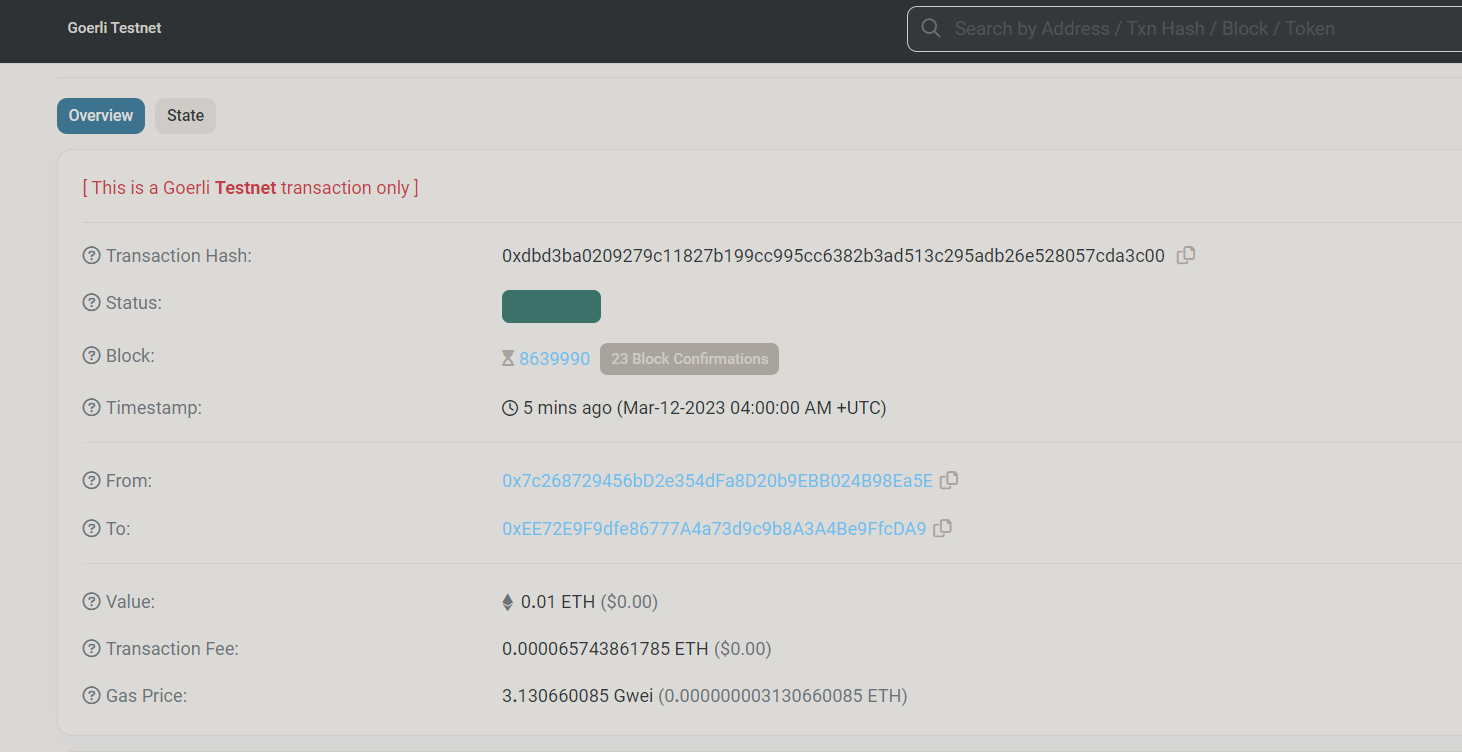 Goerli Testnet
Search by Address / Txn Hash / Block / Token
Overview State
[ This is a Goerli Testnet transaction only ]
Transaction Hash: 0xdbd3ba0209279c11827b199cc995cc6382b3ad513c295adb26e528057cda3c00
Status:
Block: 8639990 23 Block Confirmations
Timestamp: 5 mins ago (Mar-12-2023 04:00:00 AM +UTC)
From: 0x7c268729456bD2e354dFa8D20b9EBB024B98Ea5E
To: 0xEE72E9F9dfe86777A4a73d9c9b8A3A4Be9FfcDA9
Value: 0.01 ETH ($0.00)
Transaction Fee: 0.000065743861785 ETH ($0.00)
Gas Price: 3.130660085 Gwei (0.000000003130660085 ETH)